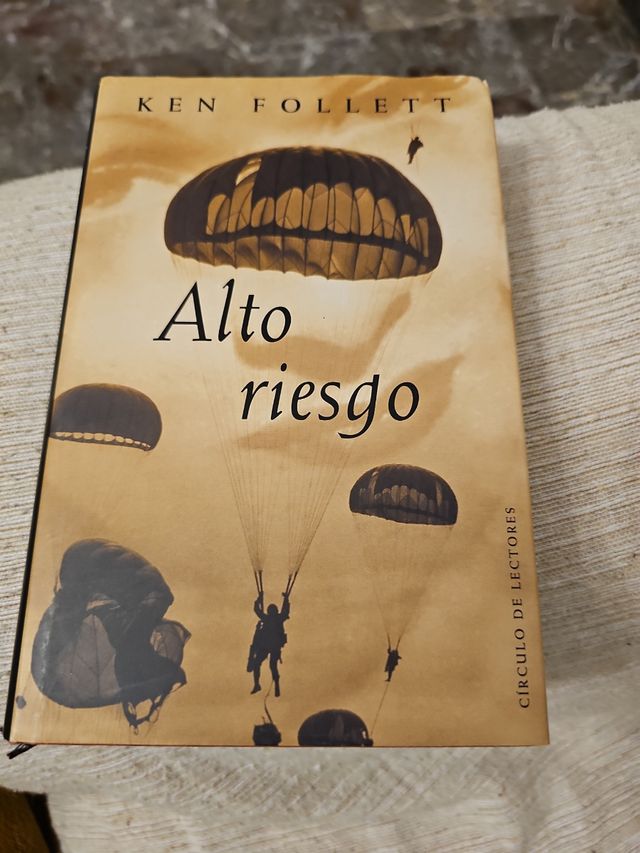 KEN FOLLETT
Alto
riesgo
CÍRCULO DE LECTORES